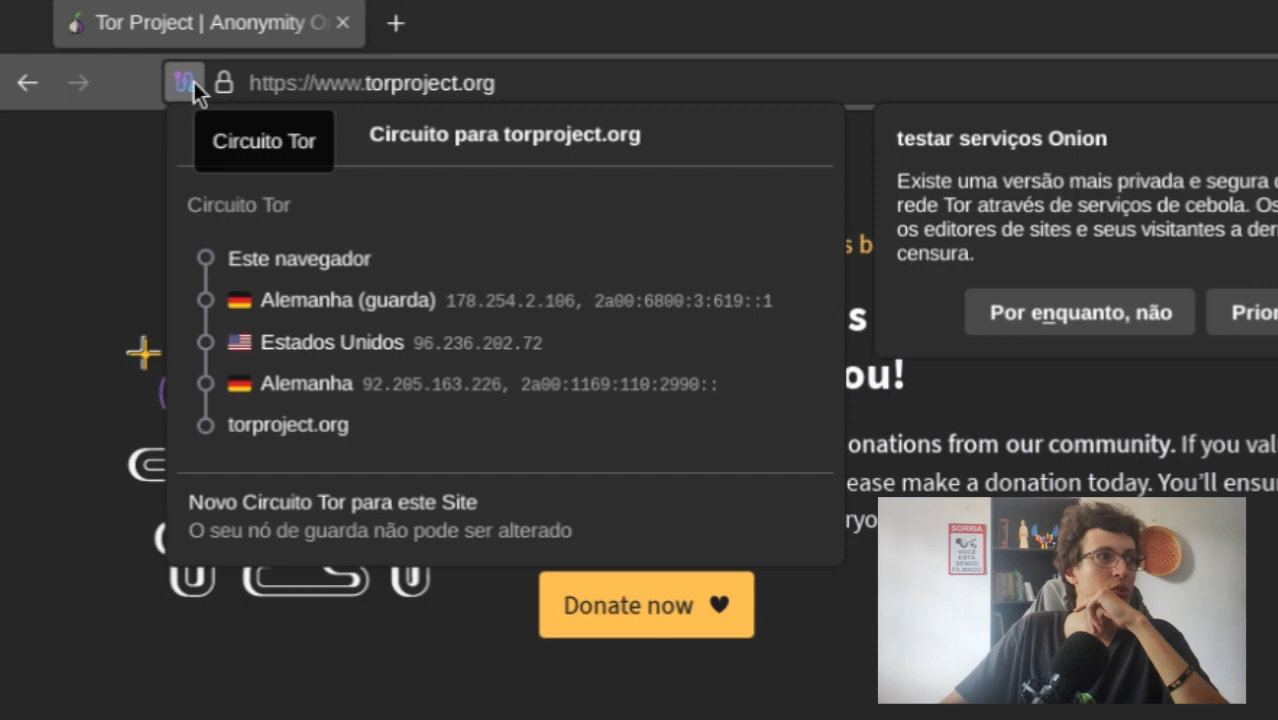 Tor Project | Anonymity O
https://www.torproject.org
Circuito Tor
Circuito para torproject.org
Circuito Tor
Este navegador
Alemanha (guarda) 178.254.2.106, 2a00:6800:3:619::1
Estados Unidos 96.236.202.72
Alemanha 92.205.163.226, 2a00:1169:110:2990::
torproject.org
Novo Circuito Tor para este Site
O seu nó de guarda não pode ser alterado
testar serviços Onion
Existe uma versão mais privada e segura
rede Tor através de serviços de cebola. Os
os editores de sites e seus visitantes a der
censura.
Por enquanto, não
Prior
s b
s
ou!
onations from our community. If you val
ease make a donation today. You'll ensu
ryo
Donate now
SORRIA
VOCÊ
ESTÁ
SENDO
FILMADO